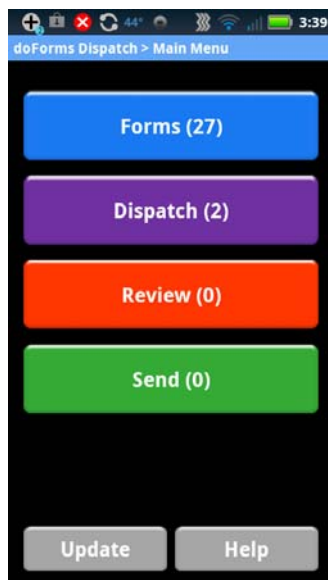 44° 3:39
doForms Dispatch > Main Menu
Forms (27)
Dispatch (2)
Review (0)
Send (0)
Update Help